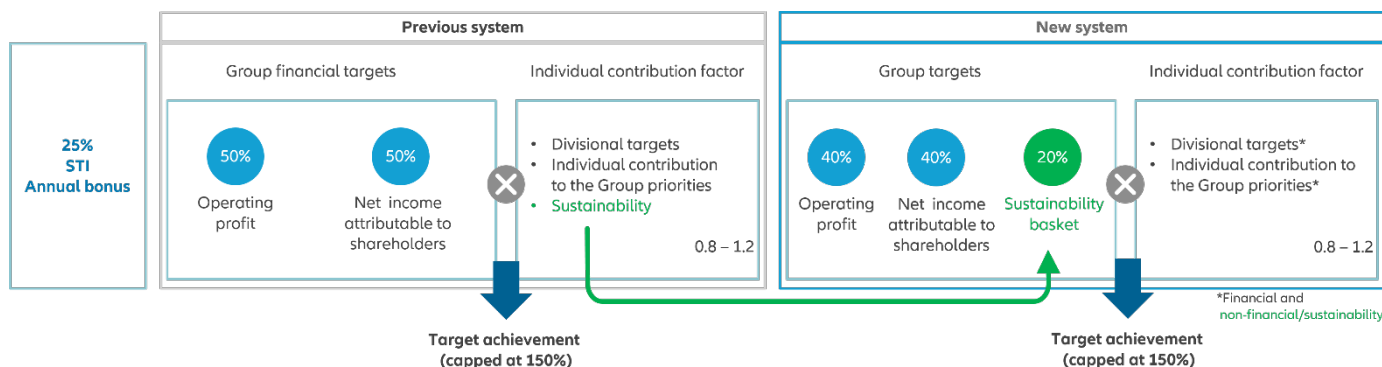 25%
STI
Annual bonus
Previous system
Group financial targets
Individual contribution factor
50%
Operating
profit
50%
Net income
attributable to
shareholders
• Divisional targets
• Individual contribution
to the Group priorities
• Sustainability
0.8 – 1.2
Target achievement
(capped at 150%)
New system
Group targets
Individual contribution factor
40%
Operating
profit
40%
Net income
attributable to
shareholders
20%
Sustainability
basket
• Divisional targets*
• Individual contribution to
the Group priorities*
0.8 – 1.2
*Financial and
non-financial/sustainability
Target achievement
(capped at 150%)